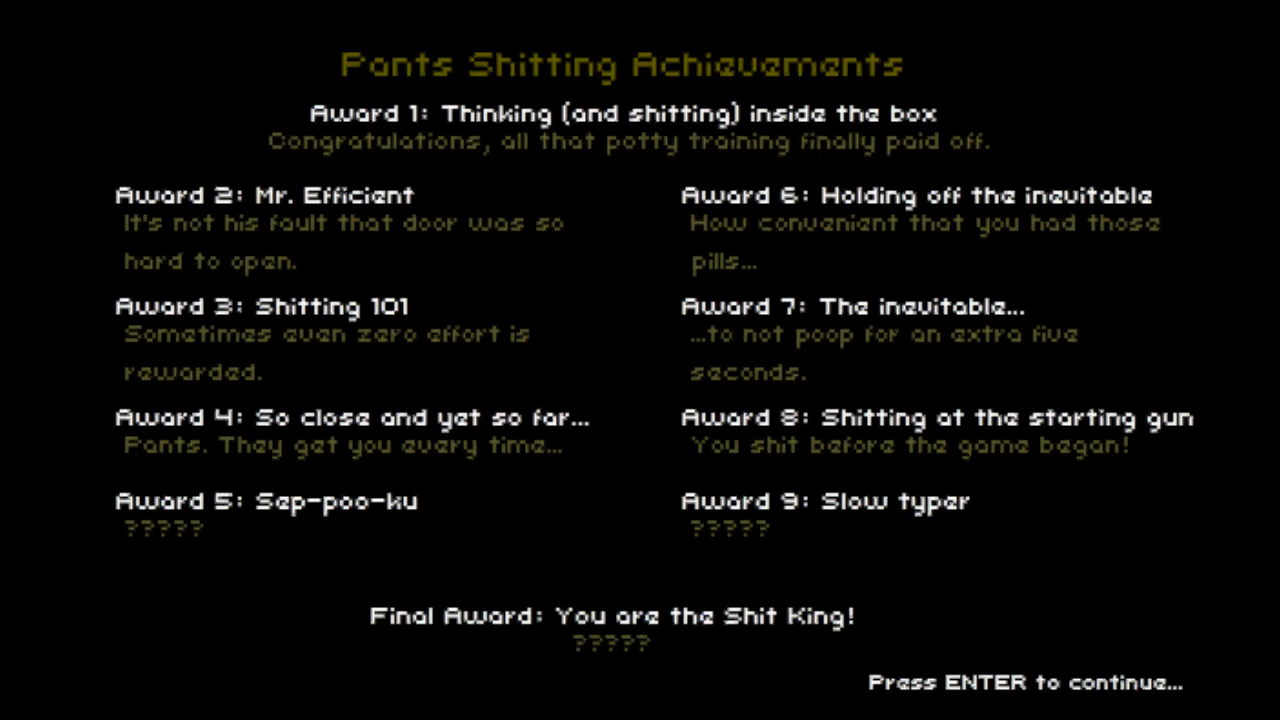 Pants Shitting Achievements
Award 1: Thinking (and shitting) inside the box
Congratulations, all that potty training finally paid off.
Award 2: Mr. Efficient
It's not his fault that door was so
hard to open.
Award 3: Shitting 101
Sometimes even zero effort is
rewarded.
Award 4: So close and yet so far...
Pants. They get you every time...
Award 5: Sep-poo-ku
?????
Award 6: Holding off the inevitable
How convenient that you had those
pills...
Award 7: The inevitable...
...to not poop for an extra five
seconds.
Award 8: Shitting at the starting gun
You shit before the game began!
Award 9: Slow typer
?????
Final Award: You are the Shit King!
?????
Press ENTER to continue...